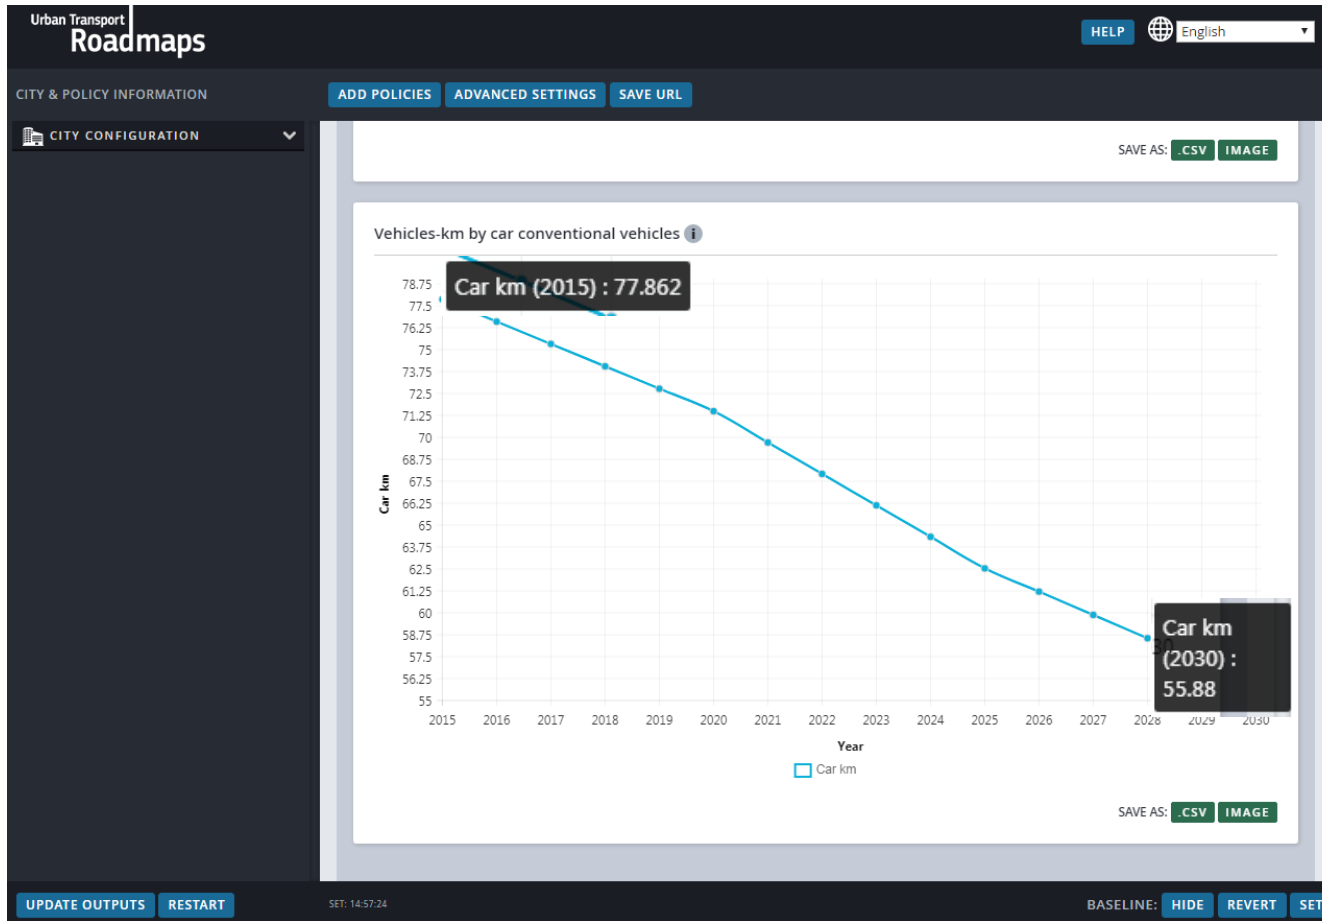 Urban Transport
Roadmaps
HELP
English
CITY & POLICY INFORMATION
ADD POLICIES
ADVANCED SETTINGS
SAVE URL
CITY CONFIGURATION
SAVE AS: .CSV IMAGE
Vehicles-km by car conventional vehicles i
Car km (2015) : 77.862
78.75
77.5
76.25
75
73.75
72.5
71.25
70
68.75
67.5
66.25
65
63.75
62.5
61.25
60
58.75
57.5
56.25
55
Car km
Car km
(2030) :
55.88
30
2015 2016 2017 2018 2019 2020 2021 2022 2023 2024 2025 2026 2027 2028 2029 2030
Year
Car km
SAVE AS: .CSV IMAGE
UPDATE OUTPUTS
RESTART
SET: 14:57:24
BASELINE: HIDE REVERT SET